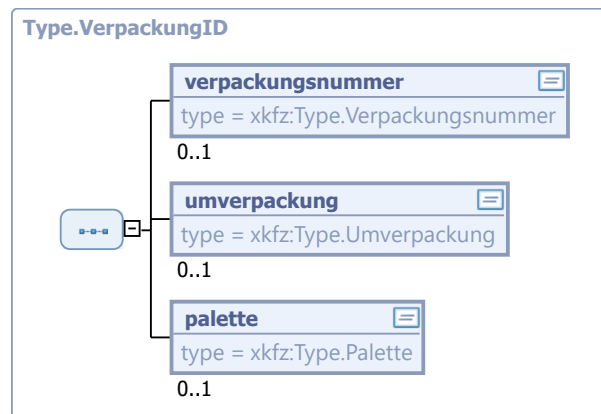 Type.VerpackungID
verpackungsnummer
type = xkfz:Type.Verpackungsnummer
0..1
umverpackung
type = xkfz:Type.Umverpackung
0..1
palette
type = xkfz:Type.Palette
0..1